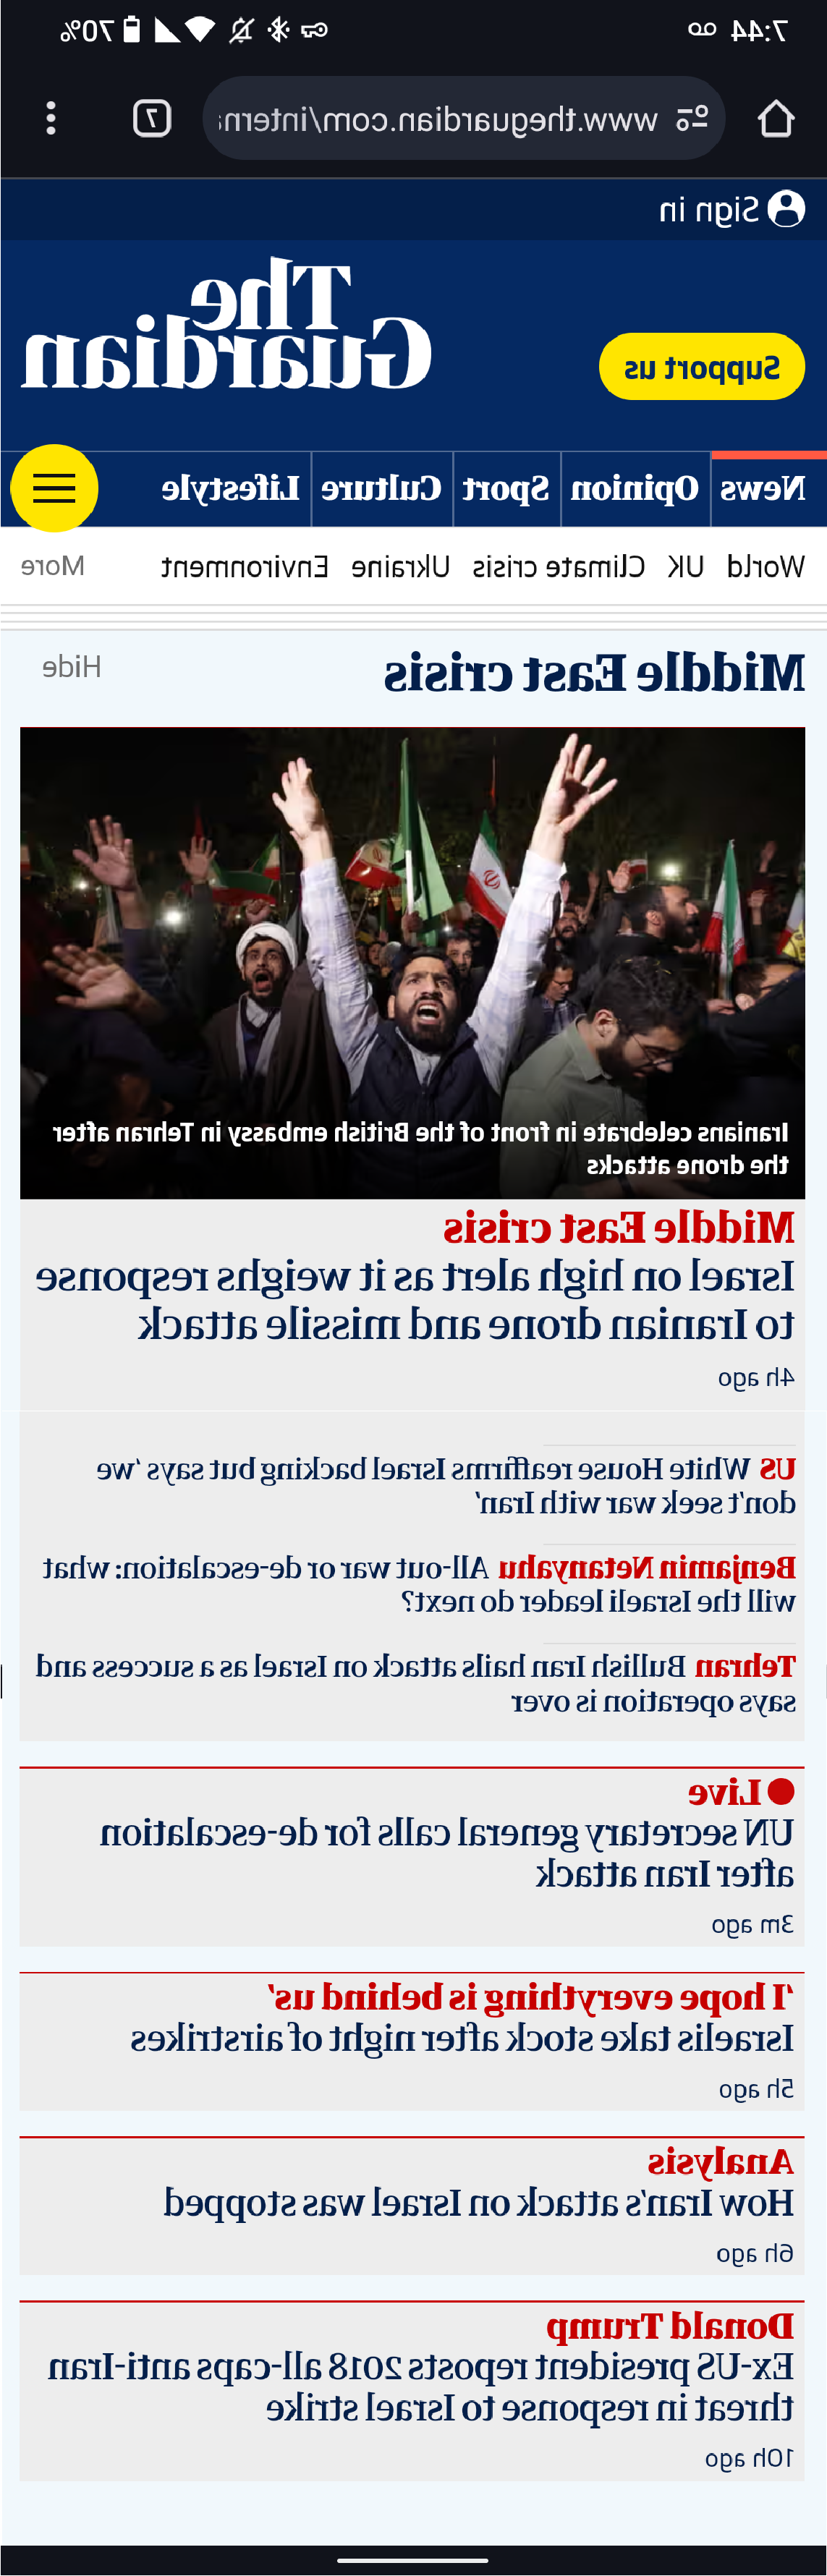 7:44
70%
www.theguardian.com/interna
7
Sign in
The
Guardian
Support us
News Opinion Sport Culture Lifestyle
World UK Climate crisis Ukraine Environment More
Middle East crisis Hide
Iranians celebrate in front of the British embassy in Tehran after
the drone attacks
Middle East crisis
Israel on high alert as it weighs response
to Iranian drone and missile attack
4h ago
US White House reaffirms Israel backing but says ‘we
don’t seek war with Iran’
Benjamin Netanyahu All-out war or de-escalation: what
will the Israeli leader do next?
Tehran Bullish Iran hails attack on Israel as a success and
says operation is over
Live
UN secretary general calls for de-escalation
after Iran attack
3m ago
‘I hope everything is behind us’
Israelis take stock after night of airstrikes
5h ago
Analysis
How Iran’s attack on Israel was stopped
6h ago
Donald Trump
Ex-US president reposts 2018 all-caps anti-Iran
threat in response to Israel strike
10h ago